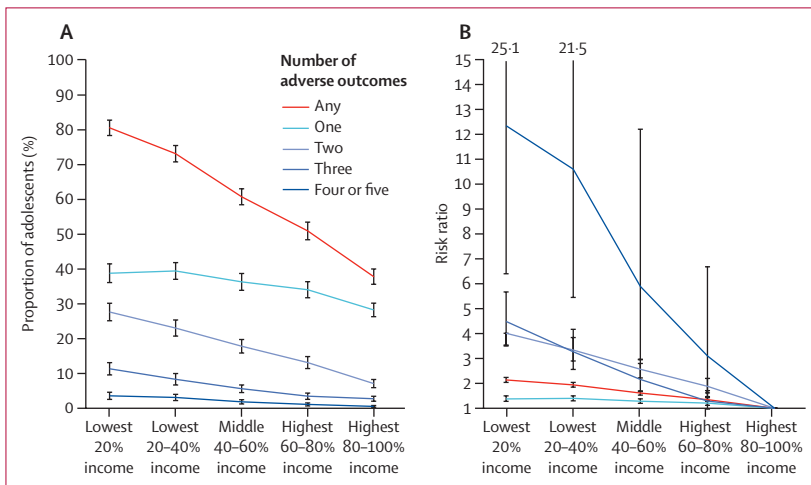 A
Proportion of adolescents (%)
100
90
80
70
60
50
40
30
20
10
0
Number of
adverse outcomes
Any
One
Two
Three
Four or five
Lowest
20%
income
Lowest
20–40%
income
Middle
40–60%
income
Highest
60–80%
income
Highest
80–100%
income
B
25·1
21·5
Risk ratio
15
14
13
12
11
10
9
8
7
6
5
4
3
2
1
Lowest
20%
income
Lowest
20–40%
income
Middle
40–60%
income
Highest
60–80%
income
Highest
80–100%
income